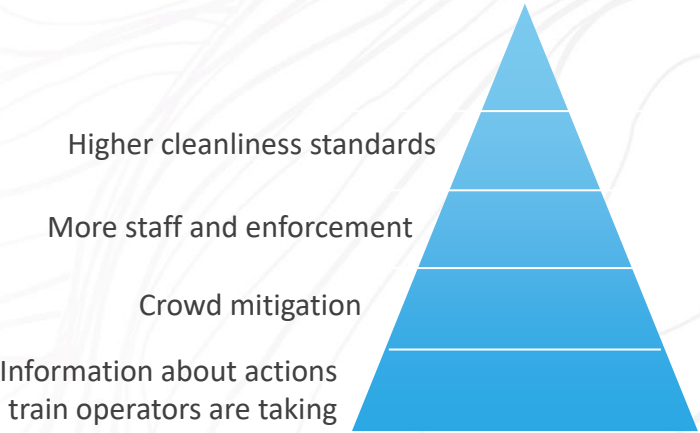 Higher cleanliness standards
More staff and enforcement
Crowd mitigation
Information about actions
train operators are taking